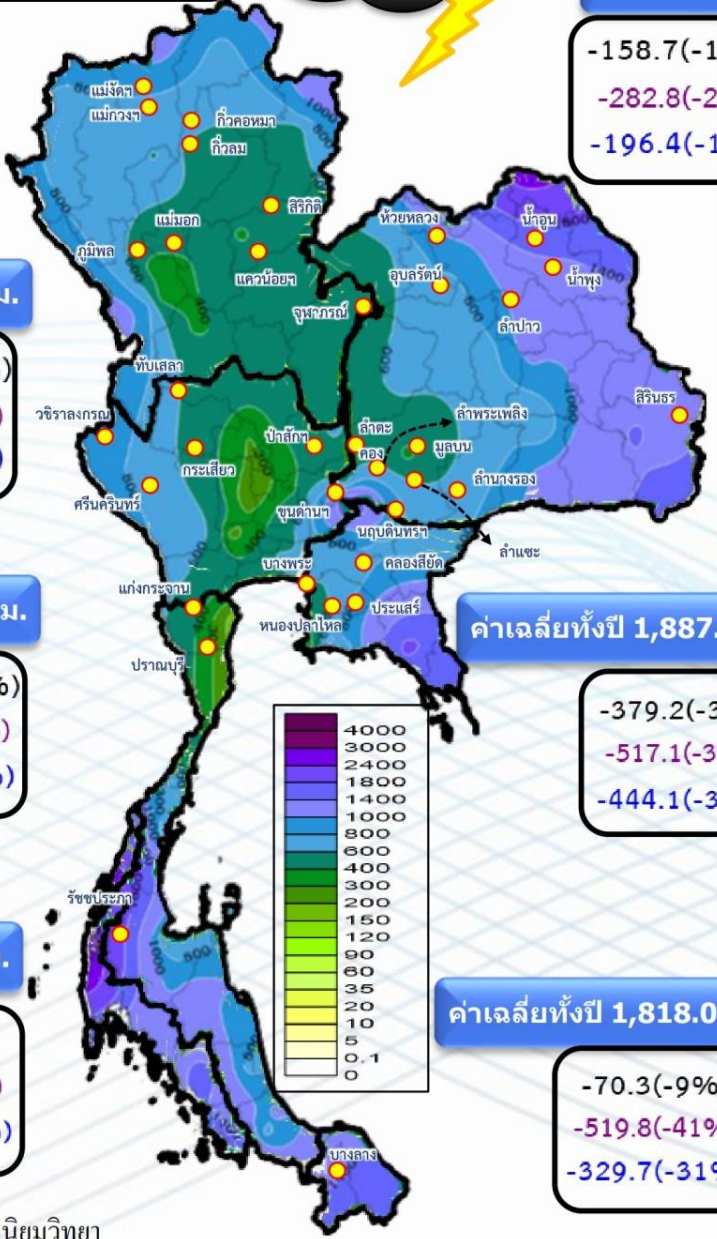 -158.7(-1
-282.8(-2
-196.4(-1
แม่งัดฯ
แม่กวงฯ
กิ่วคอหมา
กิ่วลม
สิริกิติ์
แม่มอก
ภูมิพล
แควน้อยฯ
ห้วยหลวง
น้ำอูน
น้ำพุง
อุบลรัตน์
ลำปาว
จุฬาภรณ์
ม.
)
ทับเสลา
วชิราลงกรณ
ป่าสักฯ
กระเสียว
ศรีนครินทร์
ลำตะ
คอง
ลำพระเพลิง
มูลบน
สิรินธร
ลำนางรอง
ขุนด่านฯ
นฤบดินทรฯ
ลำแซะ
บางพระ
คลองสียัด
แก่งกระจาน
หนองปลาไหล
ประแสร์
ปราณบุรี
ม.
%)
)
)
ค่าเฉลี่ยทั้งปี 1,887.
-379.2(-3
-517.1(-3
-444.1(-3
4000
3000
2400
1800
1400
1000
800
600
400
300
200
150
120
90
60
35
20
10
5
0.1
0
รัชชประภา
ค่าเฉลี่ยทั้งปี 1,818.0
-70.3(-9%
-519.8(-41%
-329.7(-31%
บางลาง
นิยมวิทยา